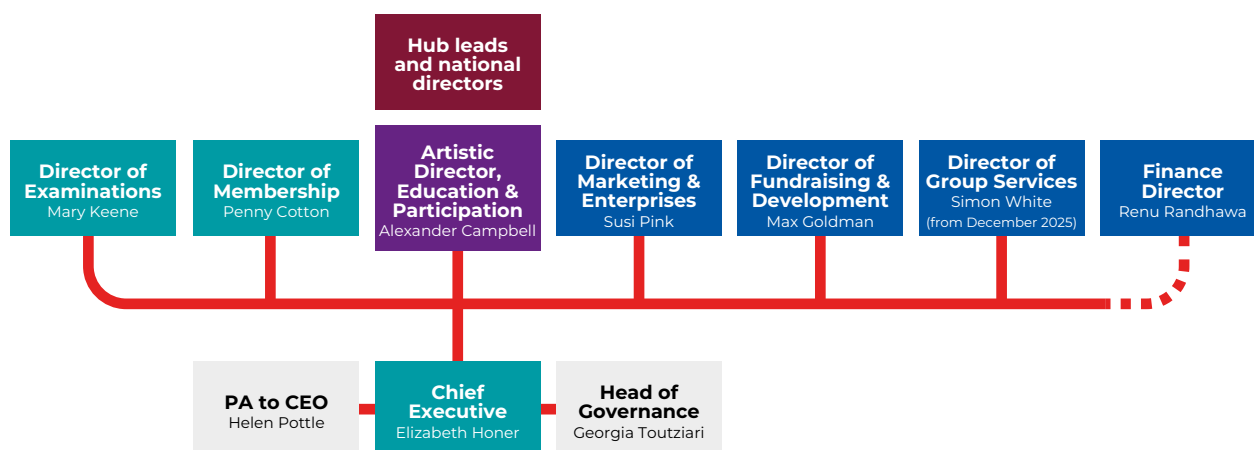 Hub leads
and national
directors
Director of
Examinations
Mary Keene
Director of
Membership
Penny Cotton
Artistic
Director,
Education &
Participation
Alexander Campbell
Director of
Marketing &
Enterprises
Susi Pink
Director of
Fundraising &
Development
Max Goldman
Director of
Group Services
Simon White
(from December 2025)
Finance
Director
Renu Randhawa
PA to CEO
Helen Pottle
Chief
Executive
Elizabeth Honer
Head of
Governance
Georgia Toutziari